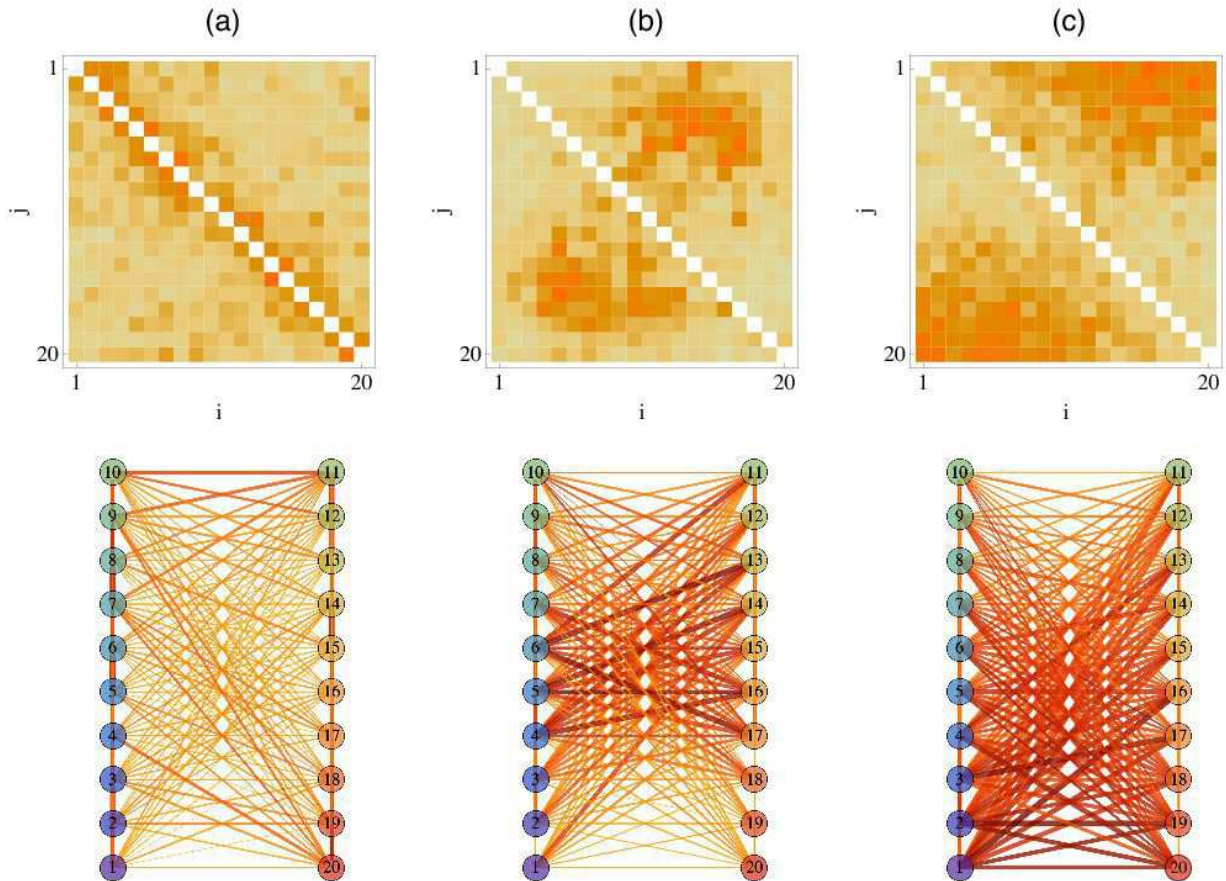 (a) (b) (c)
1 1 1
j j j
20 20 20
1 20 1 20 1 20
i i i
10 11 10 11 10 11
9 12 9 12 9 12
8 13 8 13 8 13
7 14 7 14 7 14
6 15 6 15 6 15
5 16 5 16 5 16
4 17 4 17 4 17
3 18 3 18 3 18
2 19 2 19 2 19
1 20 1 20 1 20